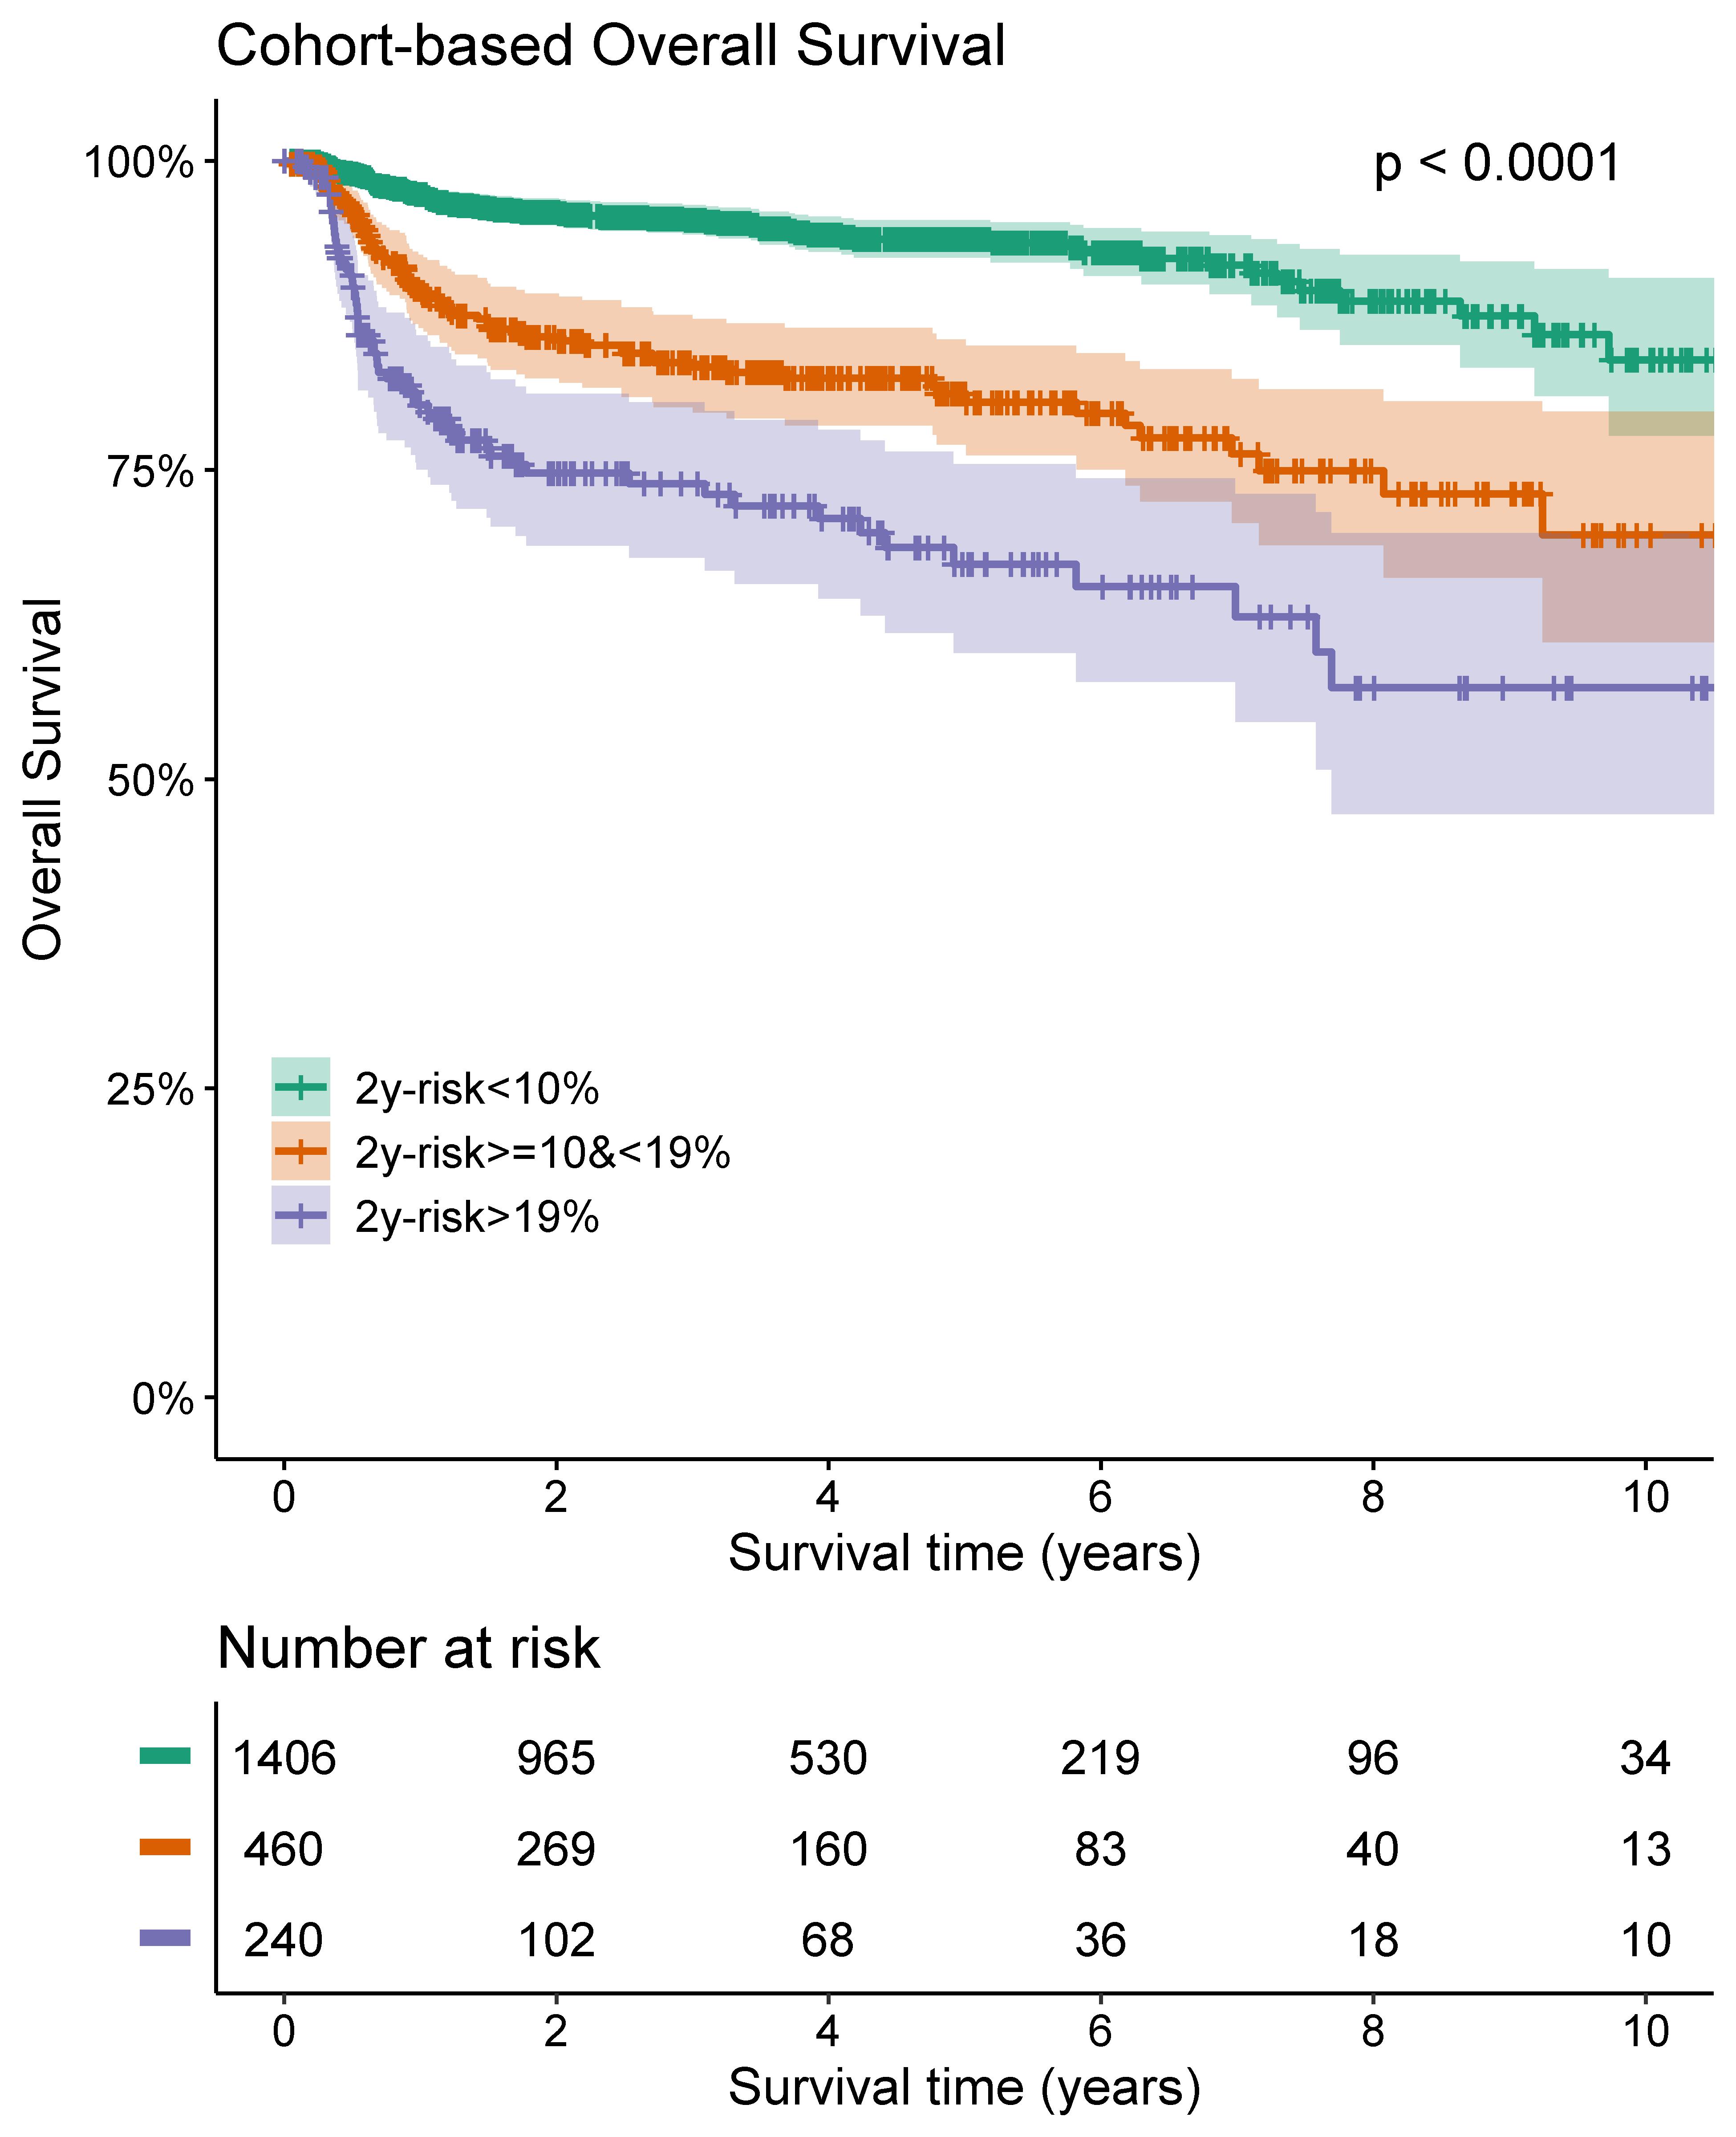 Cohort-based Overall Survival
p < 0.0001
100%
75%
50%
25%
0%
Overall Survival
2y-risk<10%
2y-risk>=10&<19%
2y-risk>19%
0 2 4 6 8 10
Survival time (years)
Number at risk
1406 965 530 219 96 34
460 269 160 83 40 13
240 102 68 36 18 10
0 2 4 6 8 10
Survival time (years)